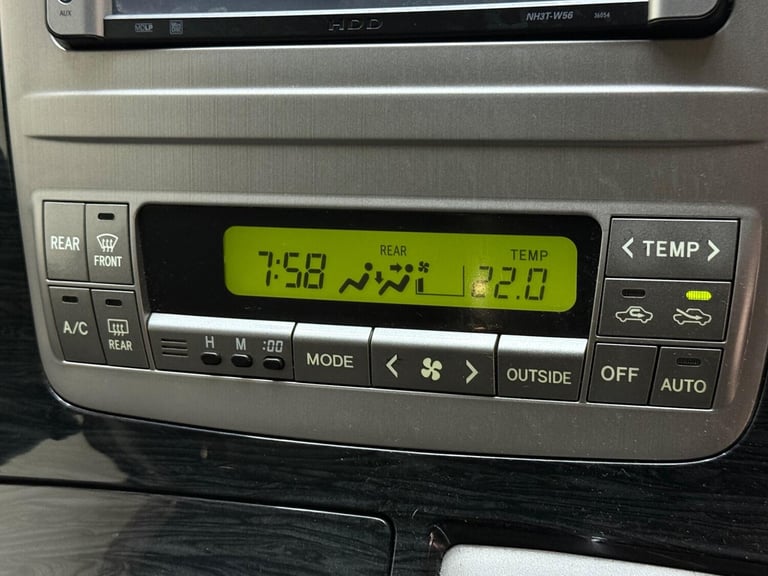 AUX
MDLP
HDD
NH3T-W56
36054
REAR
FRONT
A/C
REAR
7:58
REAR
TEMP
22.0
H M :00
MODE
< >
OUTSIDE
< TEMP >
OFF
AUTO